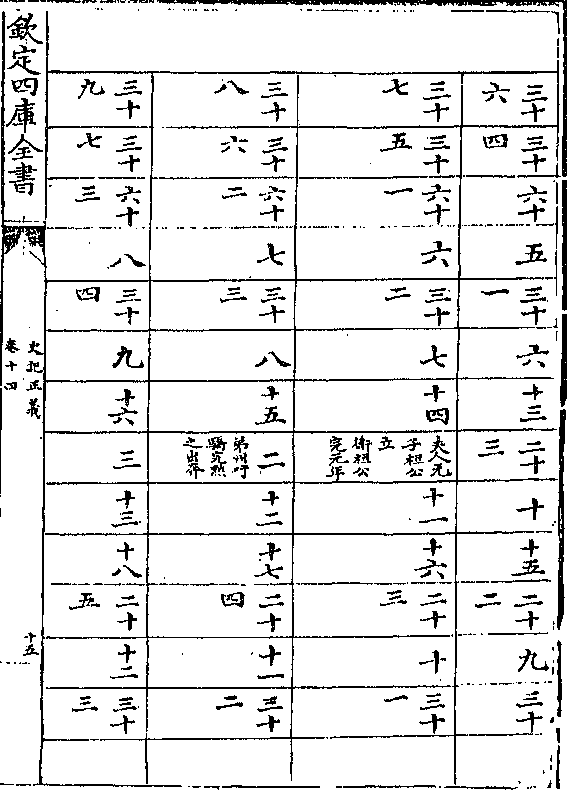 三十六
三十四
六十
五
三十一
六
十三
二十三
十
十五
二十二
九
三十
三十七
三十五
六十一
六
三十二
七
十四
夫人无
子桓公
立
衛桓公
完元年
十一
十六
二十三
十
三十一
三十八
三十六
六十二
七
三十三
八
十五
二
弟州吁
驕完黜
之出奔
十二
十七
二十四
十一
三十二
三十九
三十七
六十三
八
三十四
九
十六
三
十三
十八
二十五
十二
三十三
欽定四庫全書
史記正義
卷十四
十五